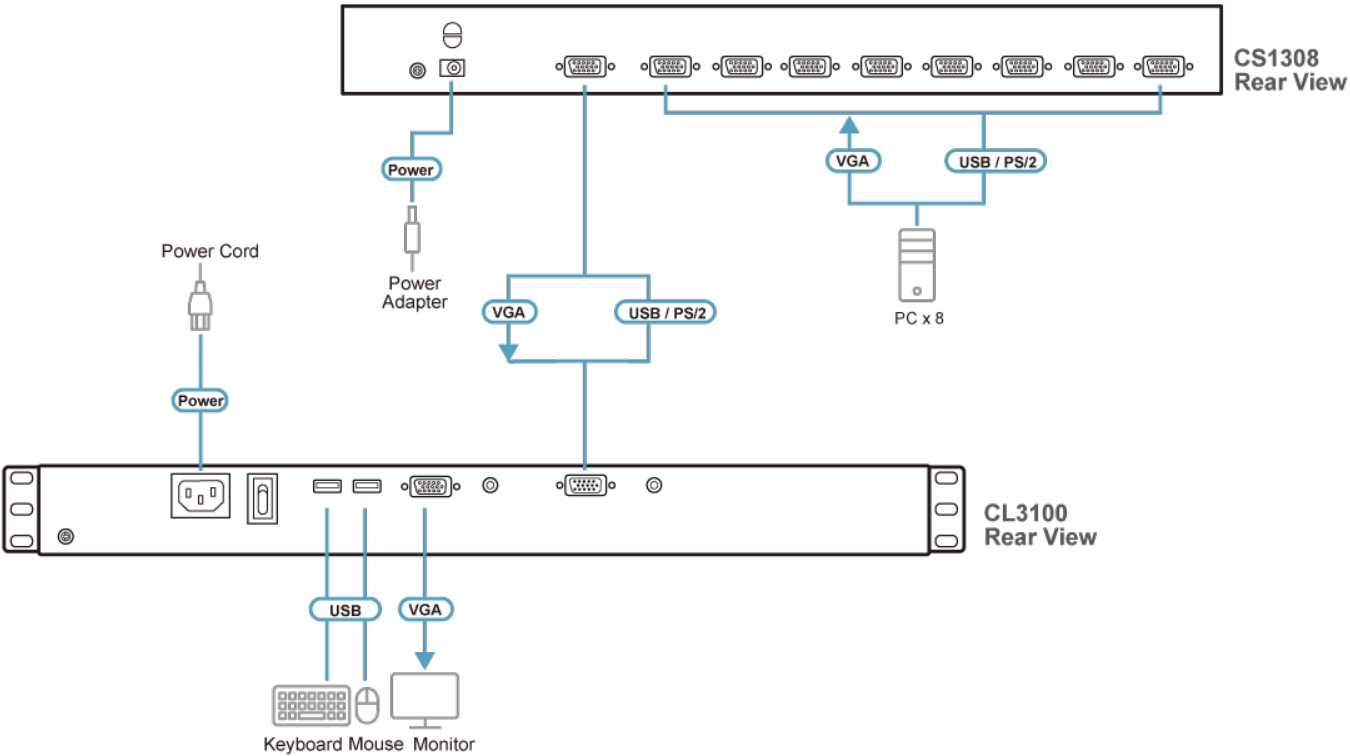 CS1308
Rear View
Power
VGA
USB / PS/2
Power Cord
Power
Adapter
VGA
USB / PS/2
PC x 8
Power
CL3100
Rear View
USB
VGA
Keyboard Mouse Monitor